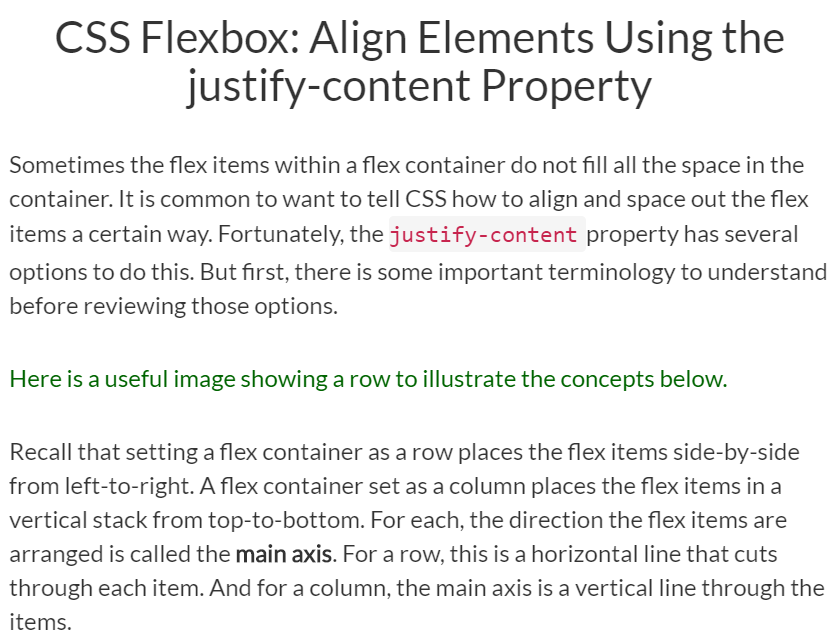 CSS Flexbox: Align Elements Using the
justify-content Property
Sometimes the flex items within a flex container do not fill all the space in the
container. It is common to want to tell CSS how to align and space out the flex
items a certain way. Fortunately, the justify-content property has several
options to do this. But first, there is some important terminology to understand
before reviewing those options.
Here is a useful image showing a row to illustrate the concepts below.
Recall that setting a flex container as a row places the flex items side-by-side
from left-to-right. A flex container set as a column places the flex items in a
vertical stack from top-to-bottom. For each, the direction the flex items are
arranged is called the main axis. For a row, this is a horizontal line that cuts
through each item. And for a column, the main axis is a vertical line through the
items.